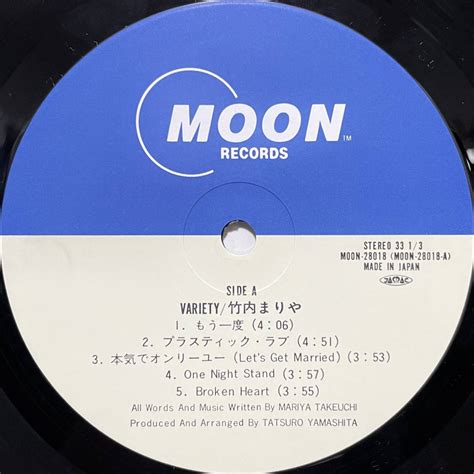 MOON
TM
RECORDS
STEREO 33 1/3
MOON-28018 (MOON-28018-A)
MADE IN JAPAN
JASRAC
SIDE A
VARIETY/竹内まりや
1. もう一度 (4:06)
2. プラスティック・ラブ (4:51)
3. 本気でオンリーユー (Let's Get Married) (3:53)
4. One Night Stand (3:57)
5. Broken Heart (3:55)
All Words And Music Written By MARIYA TAKEUCHI
Produced And Arranged By TATSURO YAMASHITA